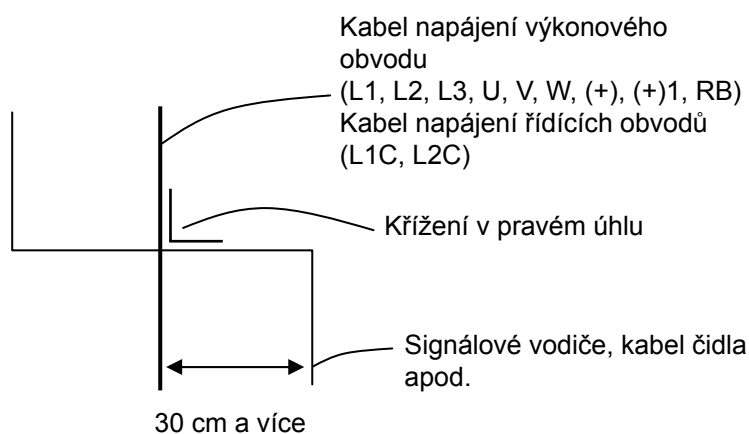 Kabel napájení výkonového
obvodu
(L1, L2, L3, U, V, W, (+), (+)1, RB)
Kabel napájení řídících obvodů
(L1C, L2C)
Křížení v pravém úhlu
Signálové vodiče, kabel čidla
apod.
30 cm a více